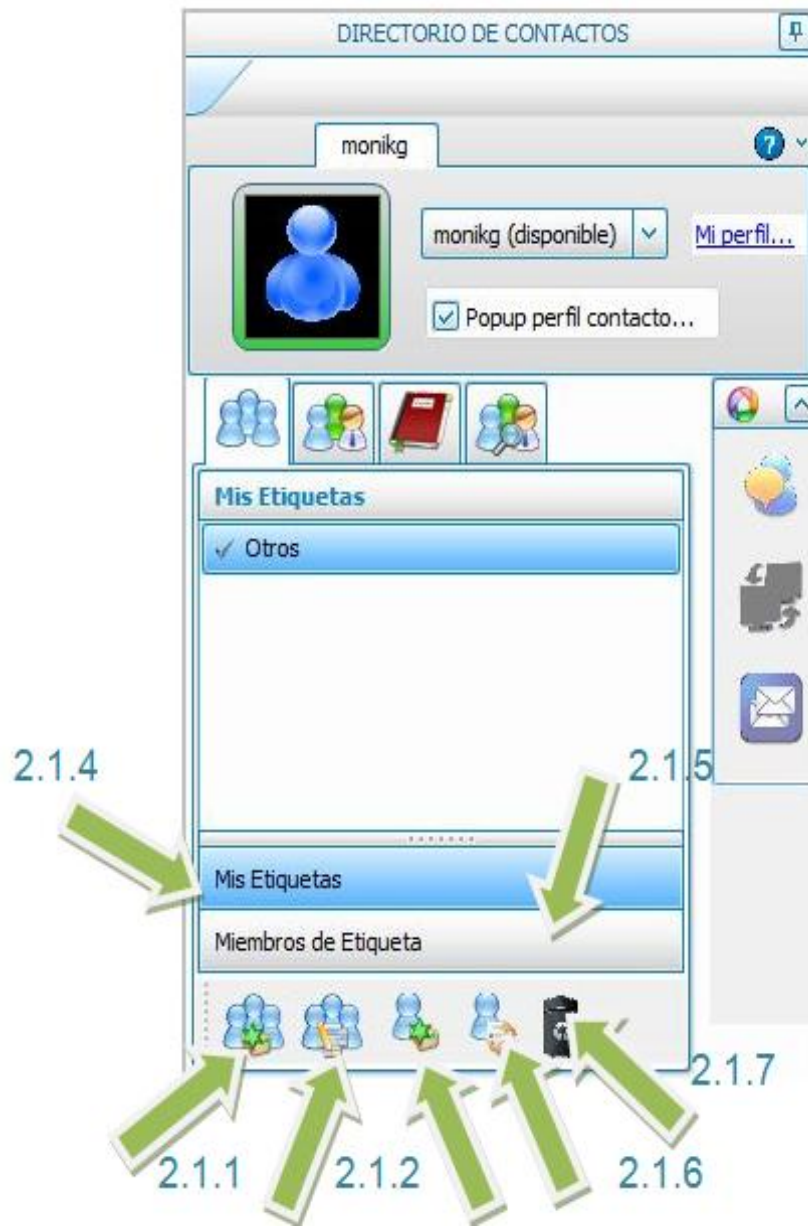 DIRECTORIO DE CONTACTOS
monikg
?
monikg (disponible)
Mi perfil...
Popup perfil contacto...
Mis Etiquetas
Otros
2.1.4
2.1.5
Mis Etiquetas
Miembros de Etiqueta
2.1.7
2.1.1
2.1.2
2.1.6